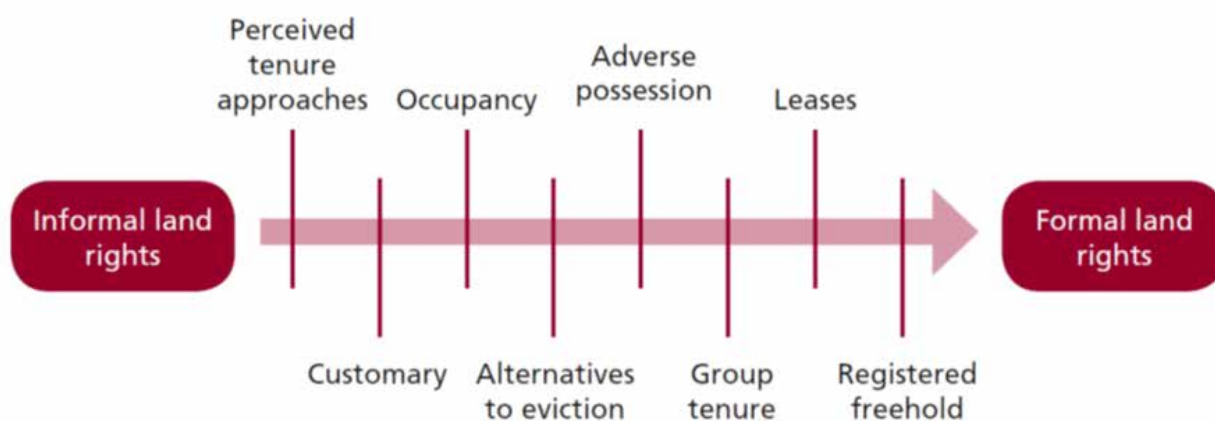 Perceived
tenure
approaches
Occupancy
Adverse
possession
Leases
Informal land
rights
Formal land
rights
Customary
Alternatives
to eviction
Group
tenure
Registered
freehold